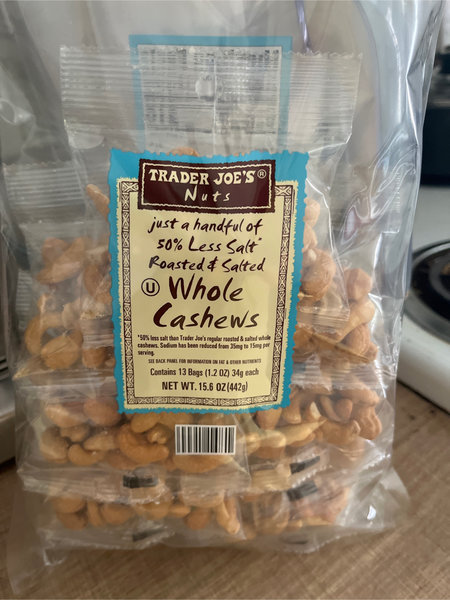 TRADER JOE'S®
Nuts
just a handful of
50% Less Salt*
Roasted & Salted
U Whole
Cashews
*50% less salt than Trader Joe's regular roasted & salted whole
cashews. Sodium has been reduced from 35mg to 15mg per
serving.
SEE BACK PANEL FOR INFORMATION ON FAT & OTHER NUTRIENTS
Contains 13 Bags (1.2 OZ) 34g each
NET WT. 15.6 OZ (442g)